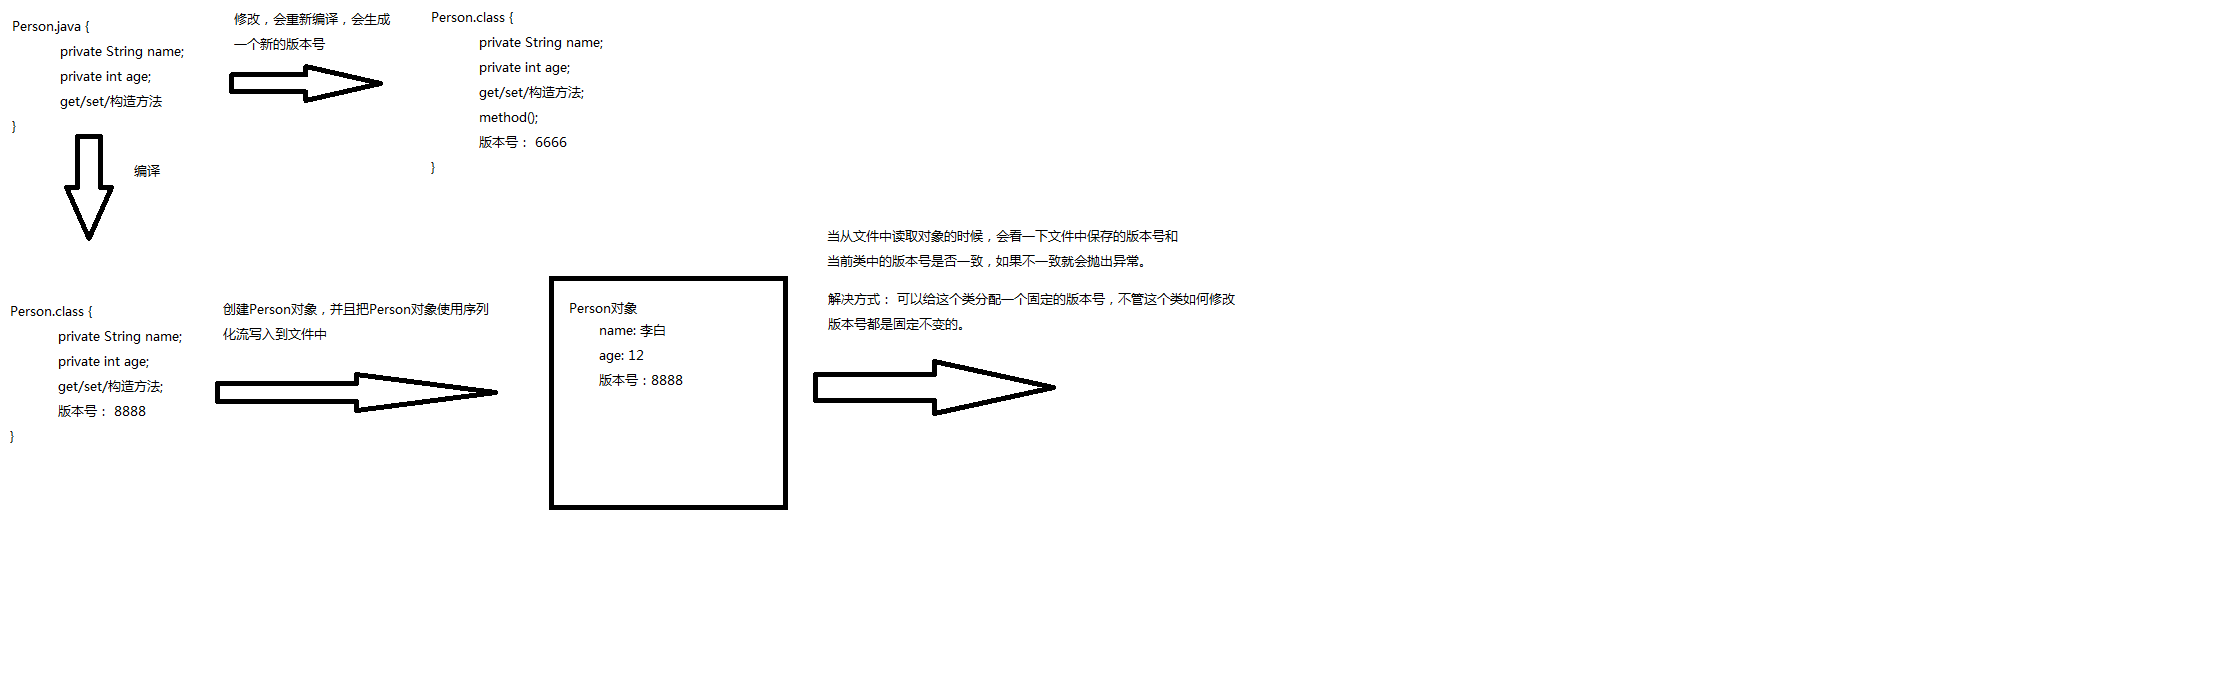 Person.java {
private String name;
private int age;
get/set/构造方法
}
修改，会重新编译，会生成
一个新的版本号
Person.class {
private String name;
private int age;
get/set/构造方法;
method();
版本号： 6666
}
编译
Person.class {
private String name;
private int age;
get/set/构造方法;
版本号： 8888
}
创建Person对象，并且把Person对象使用序列
化流写入到文件中
Person对象
name: 李白
age: 12
版本号：8888
当从文件中读取对象的时候，会看一下文件中保存的版本号和
当前类中的版本号是否一致，如果不一致就会抛出异常。
解决方式： 可以给这个类分配一个固定的版本号，不管这个类如何修改
版本号都是固定不变的。